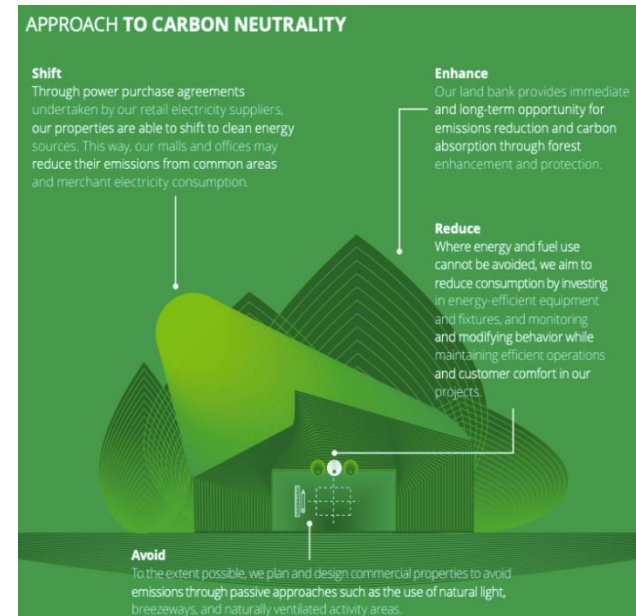 APPROACH TO CARBON NEUTRALITY
Shift
Through power purchase agreements
undertaken by our retail electricity suppliers,
our properties are able to shift to clean energy
sources. This way, our malls and offices may
reduce their emissions from common areas
and merchant electricity consumption.
Enhance
Our land bank provides immediate
and long-term opportunity for
emissions reduction and carbon
absorption through forest
enhancement and protection.
Reduce
Where energy and fuel use
cannot be avoided, we aim to
reduce consumption by investing
in energy-efficient equipment
and fixtures, and monitoring
and modifying behavior while
maintaining efficient operations
and customer comfort in our
projects.
Avoid
To the extent possible, we plan and design commercial properties to avoid
emissions through passive approaches such as the use of natural light,
breezeways, and naturally ventilated activity areas.